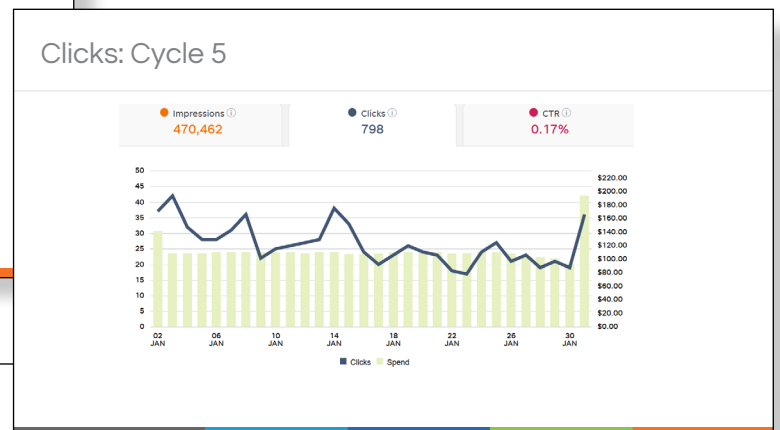 Clicks: Cycle 5
Impressions ⓘ
470,462
Clicks ⓘ
798
CTR ⓘ
0.17%
50
45
40
35
30
25
20
15
10
5
0
$220.00
$200.00
$180.00
$160.00
$140.00
$120.00
$100.00
$80.00
$60.00
$40.00
$20.00
$0.00
02 JAN
06 JAN
10 JAN
14 JAN
18 JAN
22 JAN
26 JAN
30 JAN
Clicks Spend